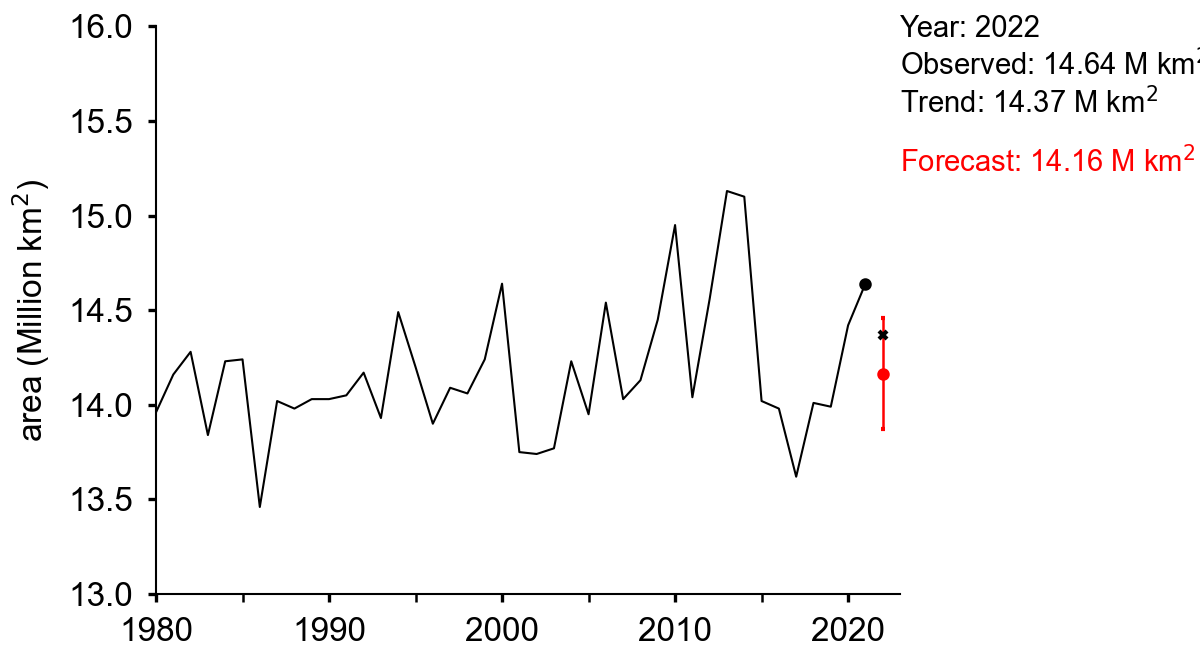 16.0
15.5
15.0
14.5
14.0
13.5
13.0
area (Million km²)
1980
1990
2000
2010
2020
Year: 2022
Observed: 14.64 M km²
Trend: 14.37 M km²
Forecast: 14.16 M km²